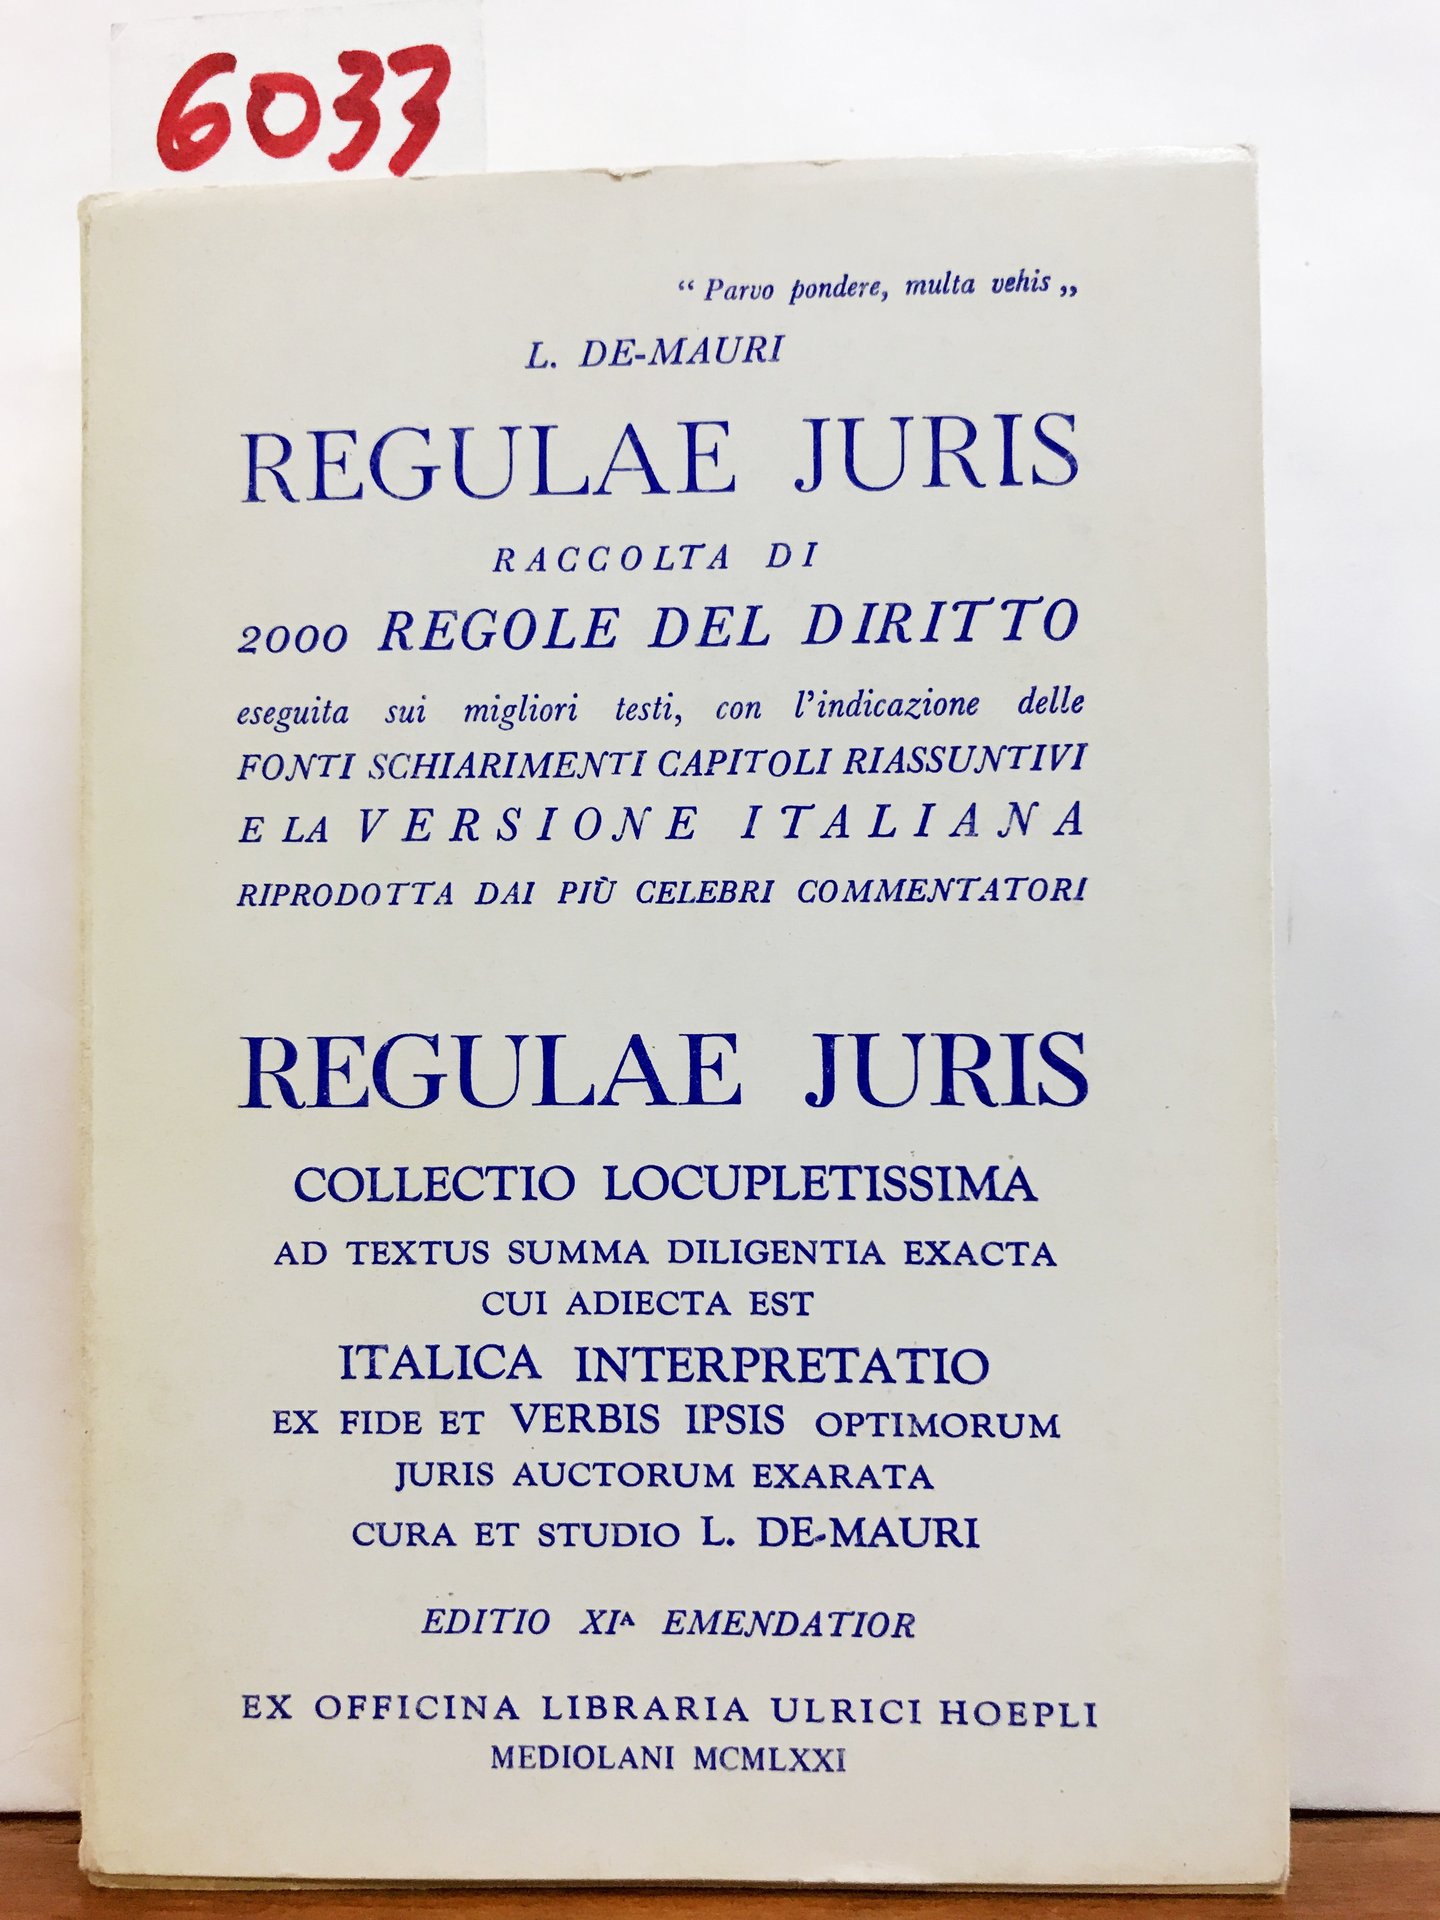 6033
“ Parvo pondere, multa vehis „
L. DE-MAURI
REGULAE JURIS
RACCOLTA DI
2000 REGOLE DEL DIRITTO
eseguita sui migliori testi, con l’indicazione delle
FONTI SCHIARIMENTI CAPITOLI RIASSUNTIVI
E LA VERSIONE ITALIANA
RIPRODOTTA DAI PIÙ CELEBRI COMMENTATORI
REGULAE JURIS
COLLECTIO LOCUPLETISSIMA
AD TEXTUS SUMMA DILIGENTIA EXACTA
CUI ADIECTA EST
ITALICA INTERPRETATIO
EX FIDE ET VERBIS IPSIS OPTIMORUM
JURIS AUCTORUM EXARATA
CURA ET STUDIO L. DE-MAURI
EDITIO XIᴬ EMENDATIOR
EX OFFICINA LIBRARIA ULRICI HOEPLI
MEDIOLANI MCMLXXI